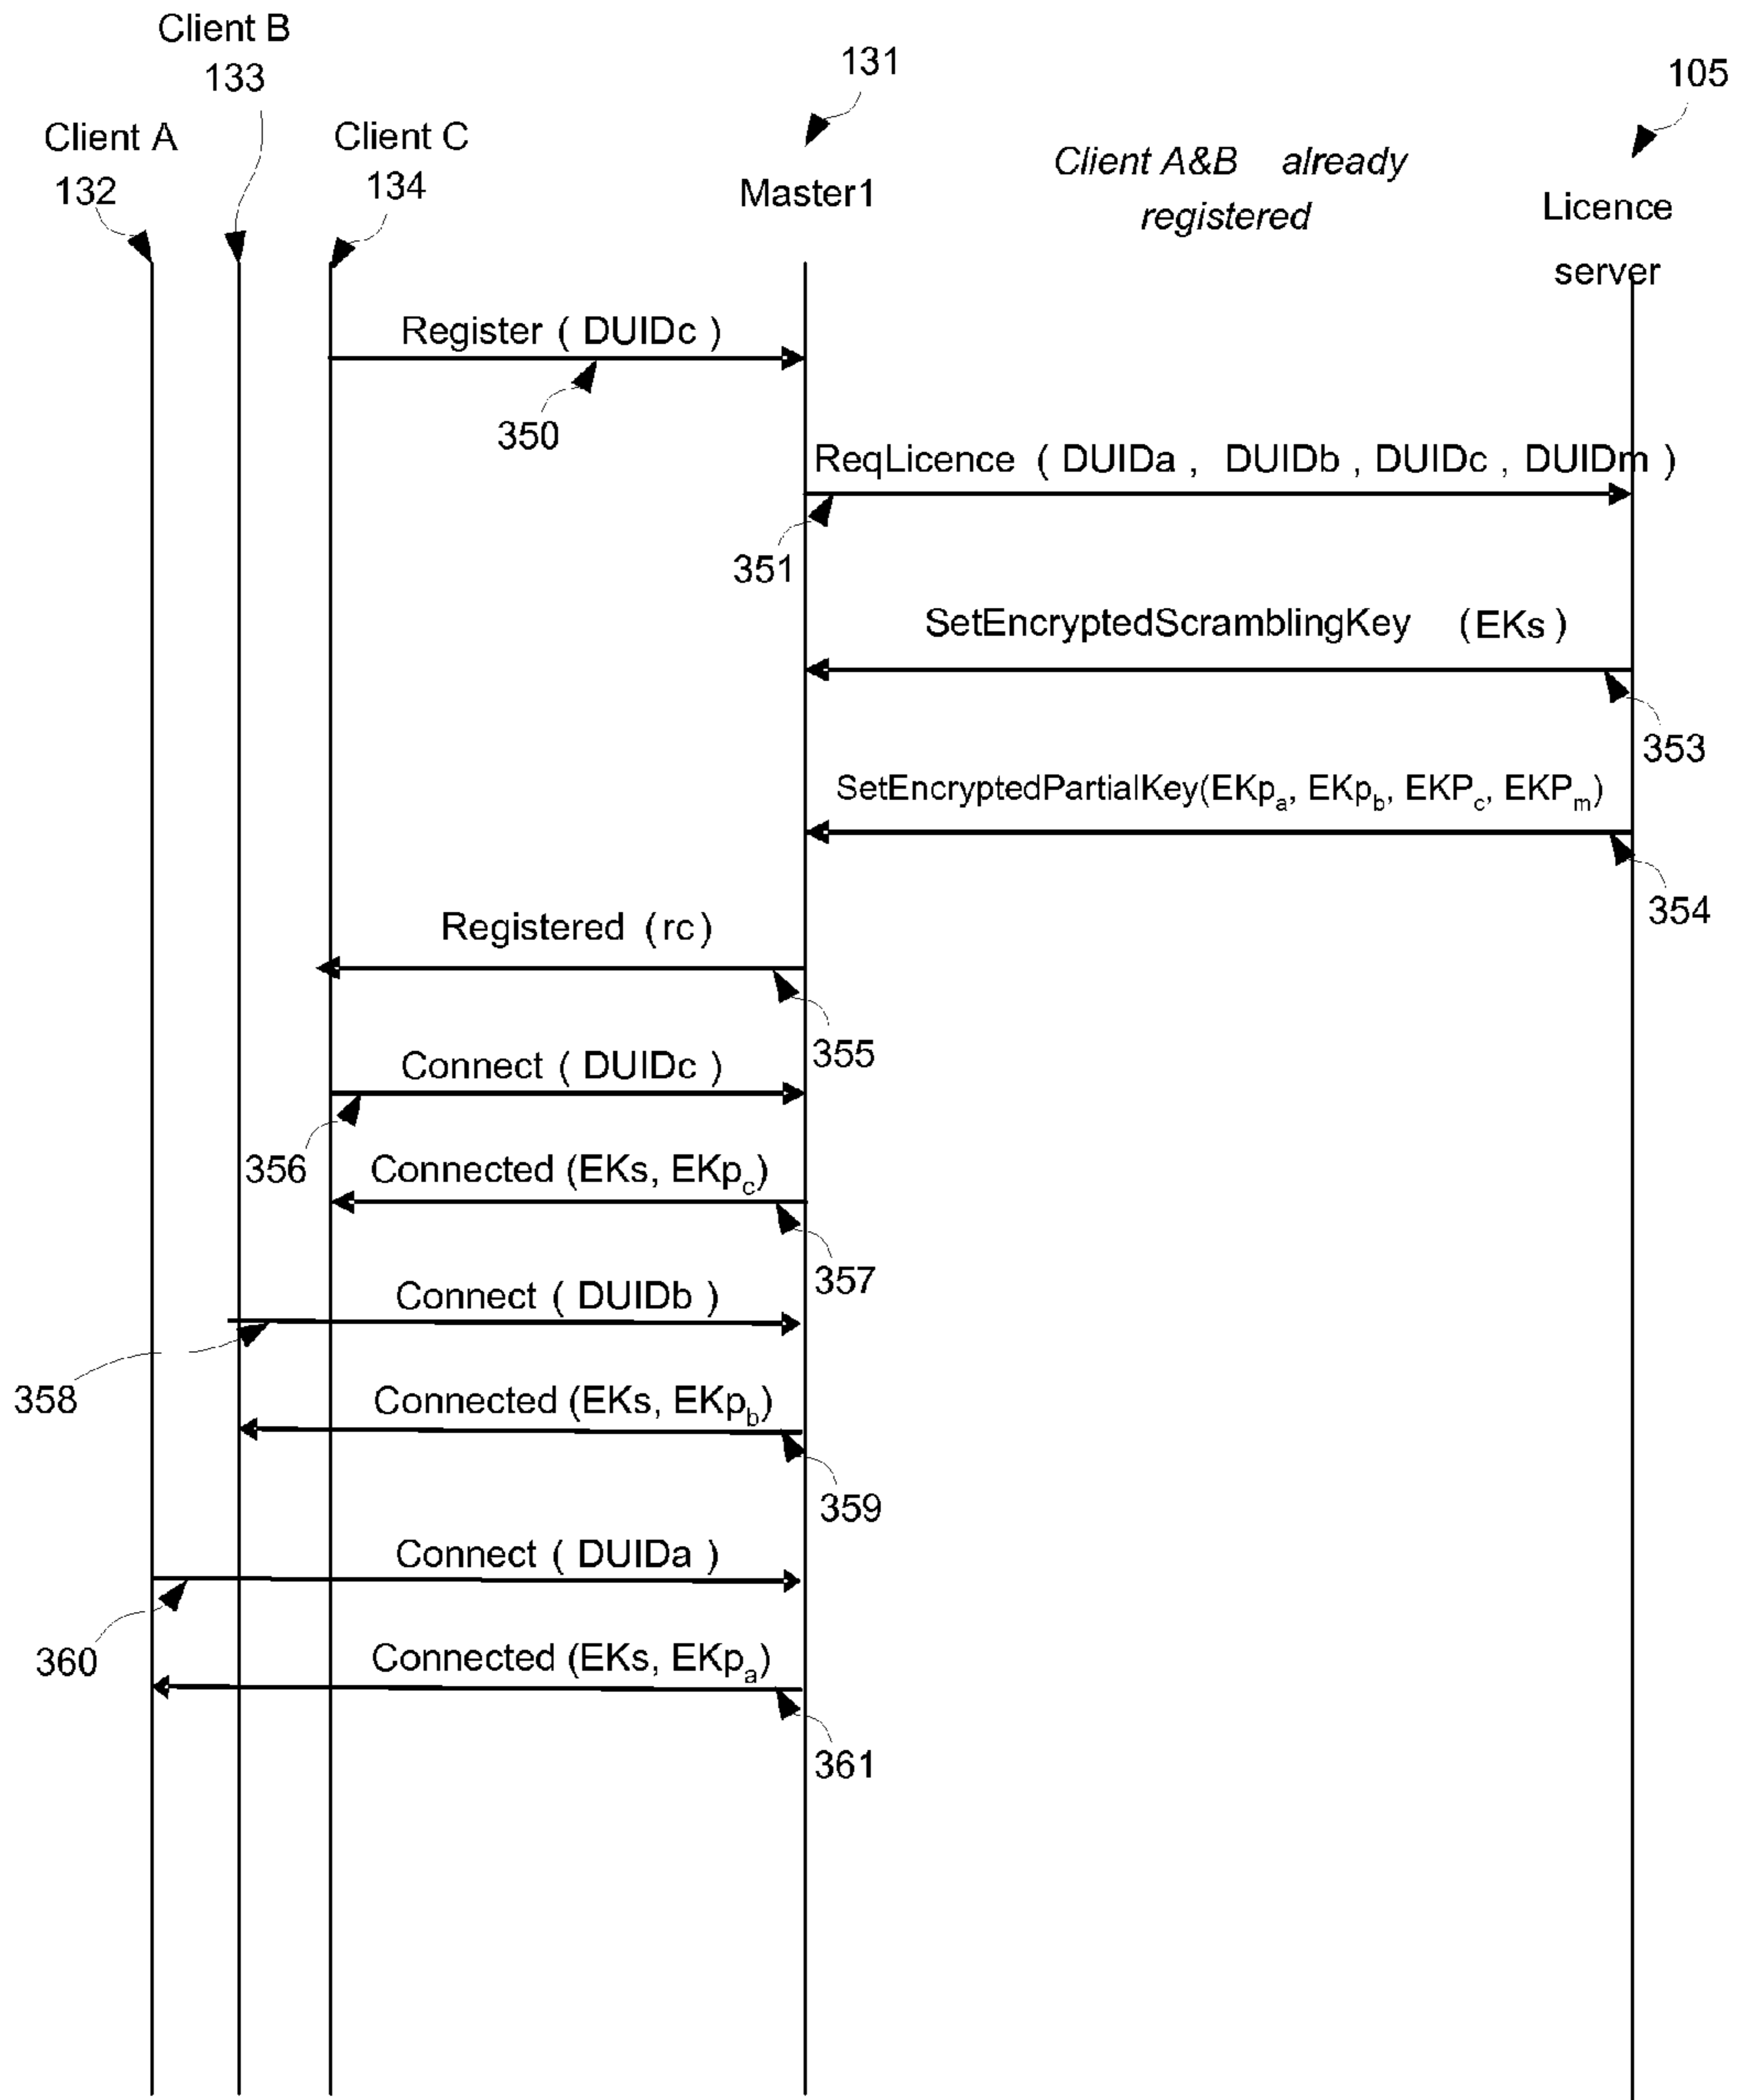 Client B
133
131
105
Client A
132
Client C
134
Master1
Client A&B already
registered
Licence
server
Register ( DUIDc )
350
ReqLicence ( DUIDa , DUIDb , DUIDc , DUIDm )
351
SetEncryptedScramblingKey (EKs )
353
SetEncryptedPartialKey(EKpa, EKpb, EKPc, EKPm)
354
Registered (rc)
355
Connect ( DUIDc )
356
Connected (EKs, EKpc)
357
Connect ( DUIDb )
358
Connected (EKs, EKpb)
359
Connect ( DUIDa )
360
Connected (EKs, EKpa)
361